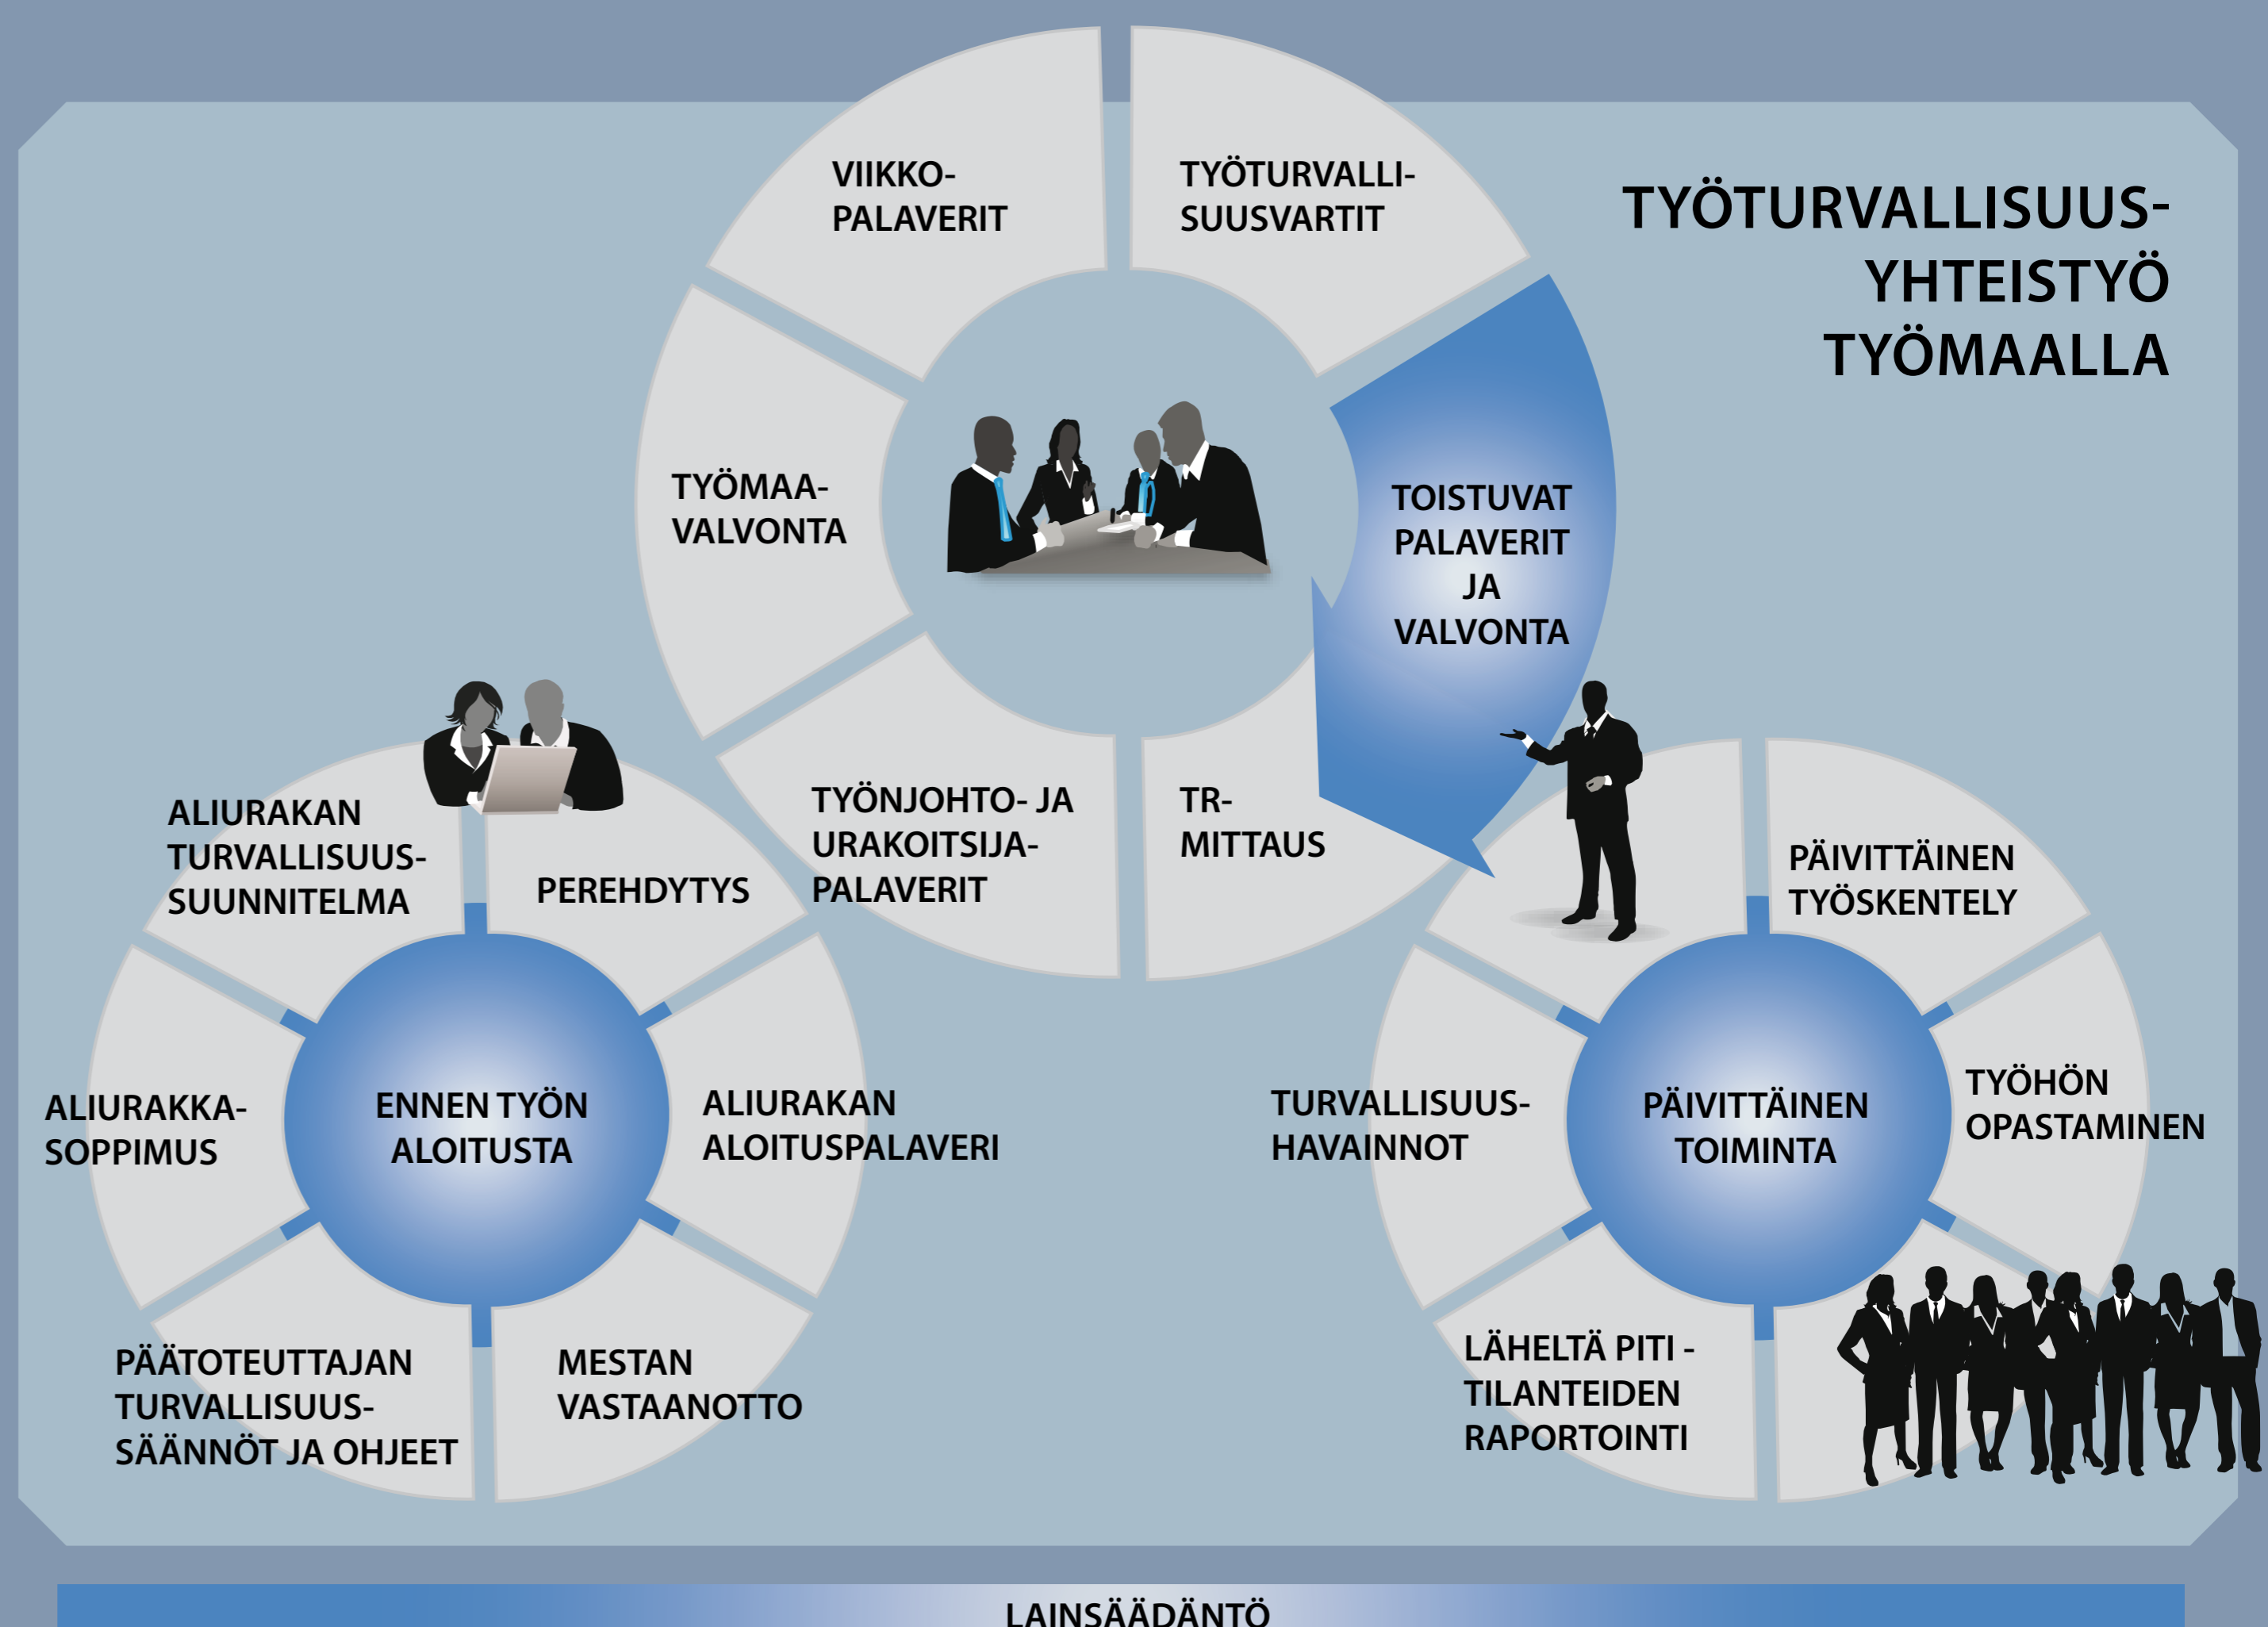 TYÖTURVALLISUUS-
YHTEISTYÖ
TYÖMAALLA
VIIKKO-
PALAVERIT
TYÖTURVALLI-
SUUSVARTIT
TYÖMAA-
VALVONTA
TOISTUVAT
PALAVERIT
JA
VALVONTA
TYÖNJOHTO- JA
URAKOITSIJA-
PALAVERIT
TR-
MITTAUS
ALIURAKAN
TURVALLISUUS-
SUUNNITELMA
PEREHDYTYS
ALIURAKKA-
SOPPIMUS
ENNEN TYÖN
ALOITUSTA
ALIURAKAN
ALOITUSPALAVERI
PÄÄTOTEUTTAJAN
TURVALLISUUS-
SÄÄNNÖT JA OHJEET
MESTAN
VASTAANOTTO
PÄIVITTÄINEN
TYÖSKENTELY
TURVALLISUUS-
HAVAINNOT
PÄIVITTÄINEN
TOIMINTA
TYÖHÖN
OPASTAMINEN
LÄHELTÄ PITI -
TILANTEIDEN
RAPORTOINTI
LAINSÄÄDÄNTÖ